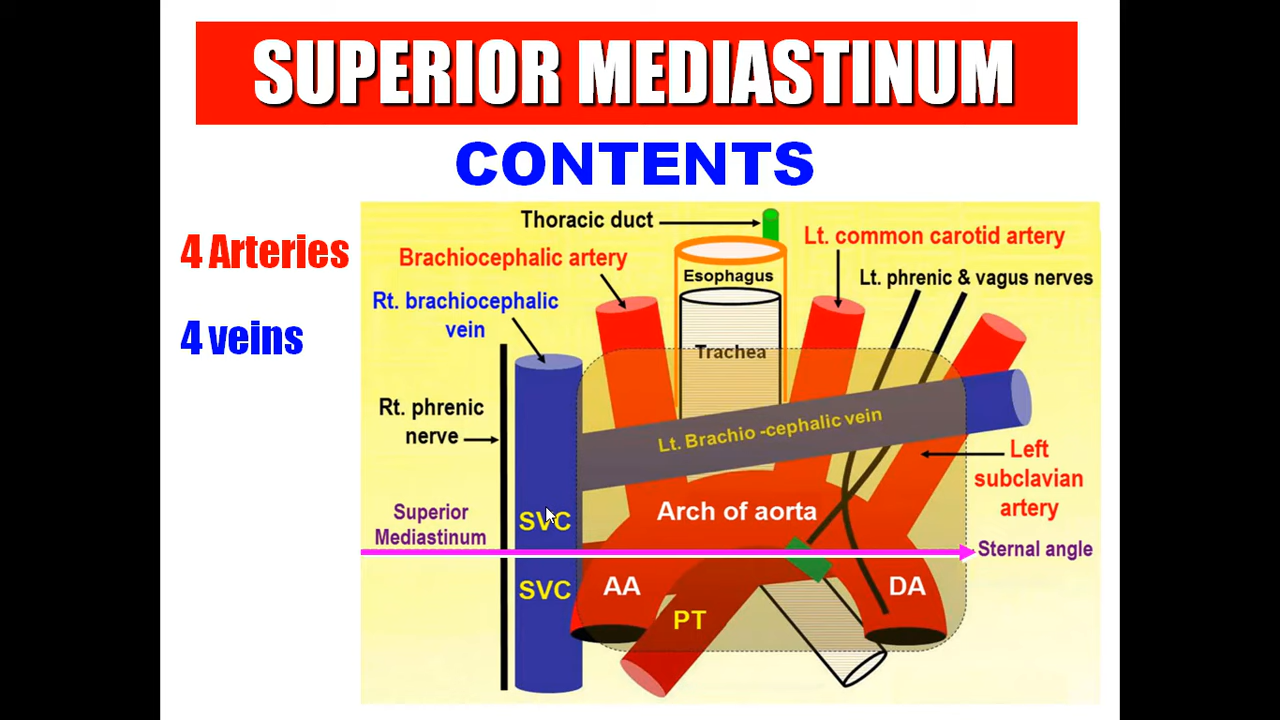 SUPERIOR MEDIASTINUM
CONTENTS
4 Arteries
4 veins
Thoracic duct
Lt. common carotid artery
Brachiocephalic artery
Esophagus
Lt. phrenic & vagus nerves
Rt. brachiocephalic
vein
Trachea
Rt. phrenic
nerve
Lt. Brachio -cephalic vein
Left
subclavian
artery
Superior
Mediastinum
SVC
Arch of aorta
Sternal angle
SVC
AA
PT
DA